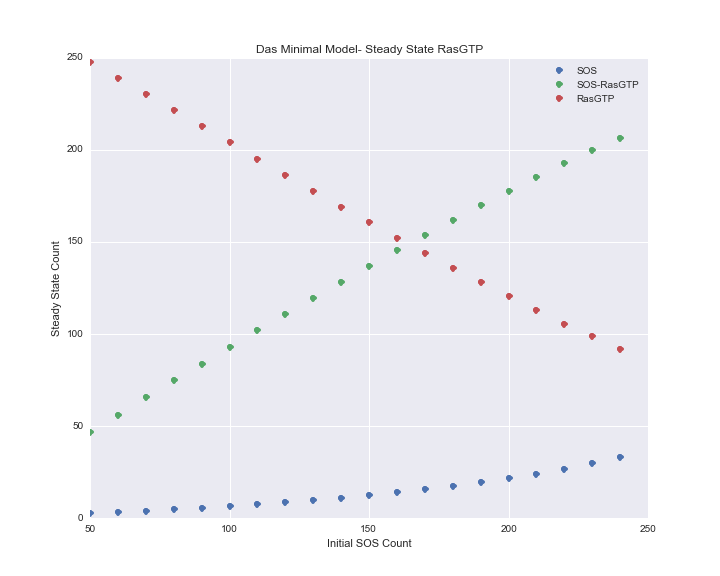 Das Minimal Model- Steady State RasGTP
250
200
150
100
50
0
Steady State Count
SOS
SOS-RasGTP
RasGTP
50
100
150
200
250
Initial SOS Count